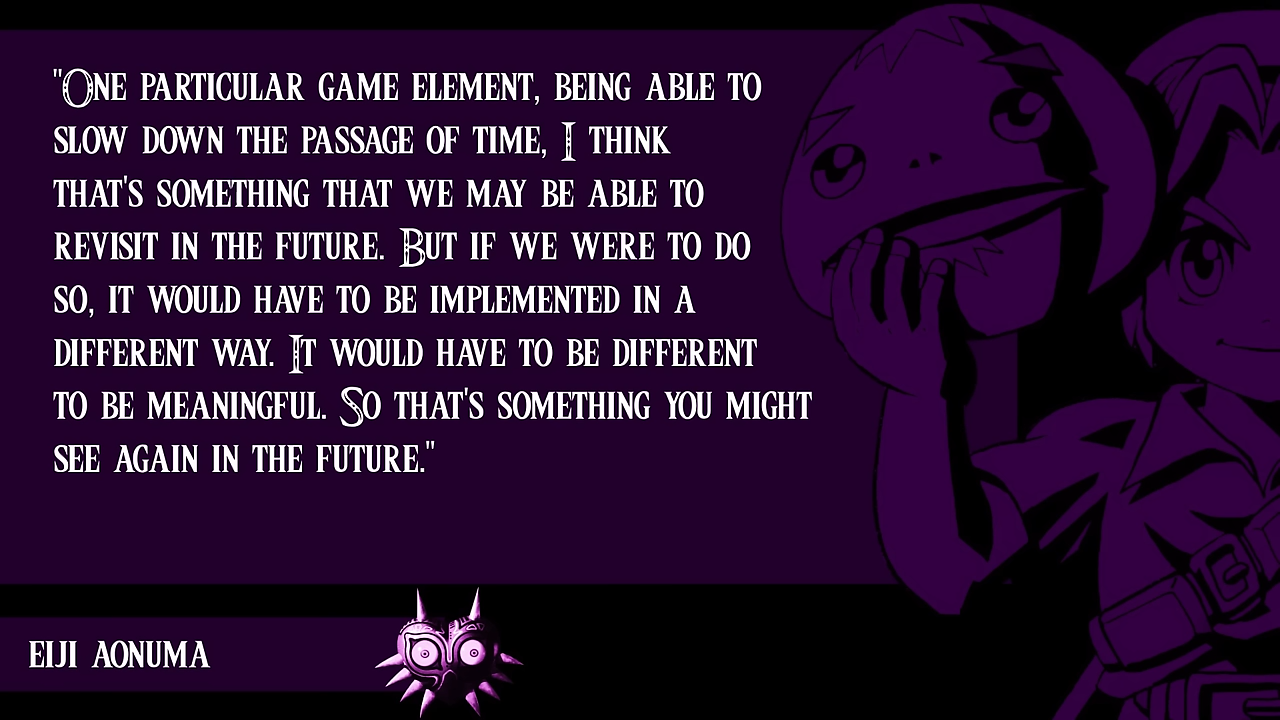 "One particular game element, being able to
slow down the passage of time, I think
that's something that we may be able to
revisit in the future. But if we were to do
so, it would have to be implemented in a
different way. It would have to be different
to be meaningful. So that's something you might
see again in the future."
Eiji Aonuma